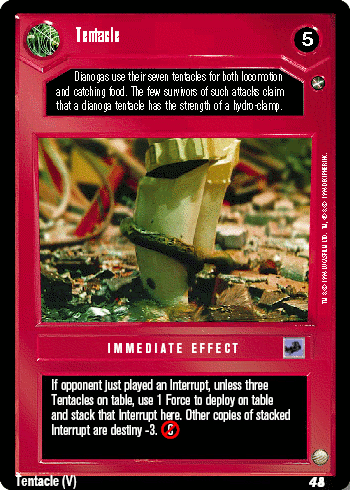 Tentacle
5
Dianogas use their seven tentacles for both locomotion
and catching food. The few survivors of such attacks claim
that a dianoga tentacle has the strength of a hydro-clamp.
IMMEDIATE EFFECT
If opponent just played an Interrupt, unless three
Tentacles on table, use 1 Force to deploy on table
and stack that Interrupt here. Other copies of stacked
Interrupt are destiny -3.
Tentacle (V)
48